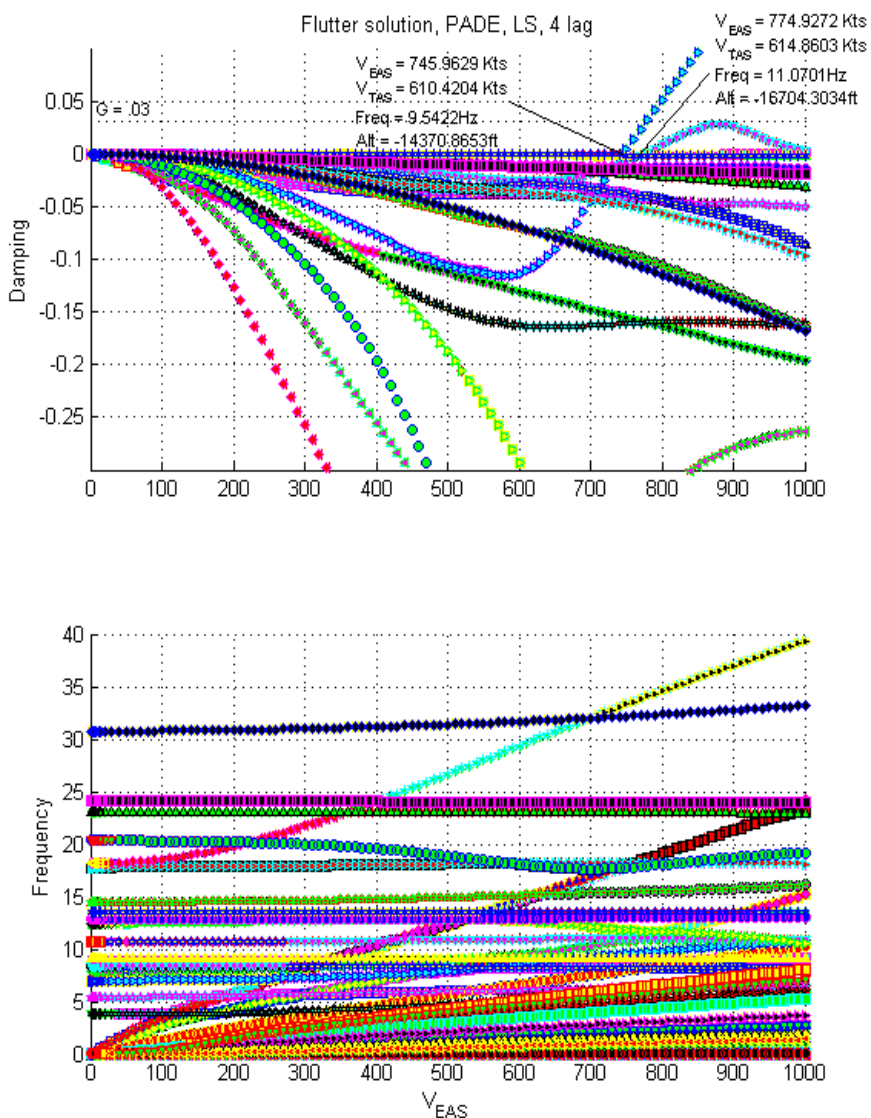 Flutter solution, PADE, LS, 4 lag
V_EAS = 774.9272 Kts
V_TAS = 614.8603 Kts
Freq = 11.0701Hz
Alt = -16704.3034ft
V_EAS = 745.9629 Kts
V_TAS = 610.4204 Kts
Freq = 9.5422Hz
Alt = -14370.8653ft
G = .03
Damping
0.05
0
-0.05
-0.1
-0.15
-0.2
-0.25
0 100 200 300 400 500 600 700 800 900 1000
Frequency
40
35
30
25
20
15
10
5
0
0 100 200 300 400 500 600 700 800 900 1000
V_EAS